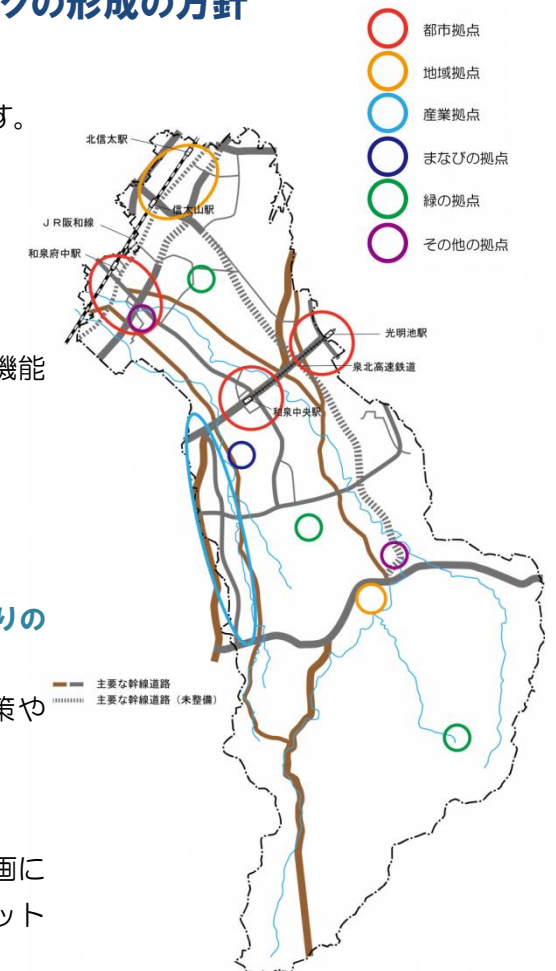 クの形成の方針
す。
機能
りの
策や
画に
ット
都市拠点
地域拠点
産業拠点
まなびの拠点
緑の拠点
その他の拠点
北信太駅
信太山駅
ＪＲ阪和線
和泉府中駅
光明池駅
泉北高速鉄道
和泉中央駅
主要な幹線道路
主要な幹線道路（未整備）